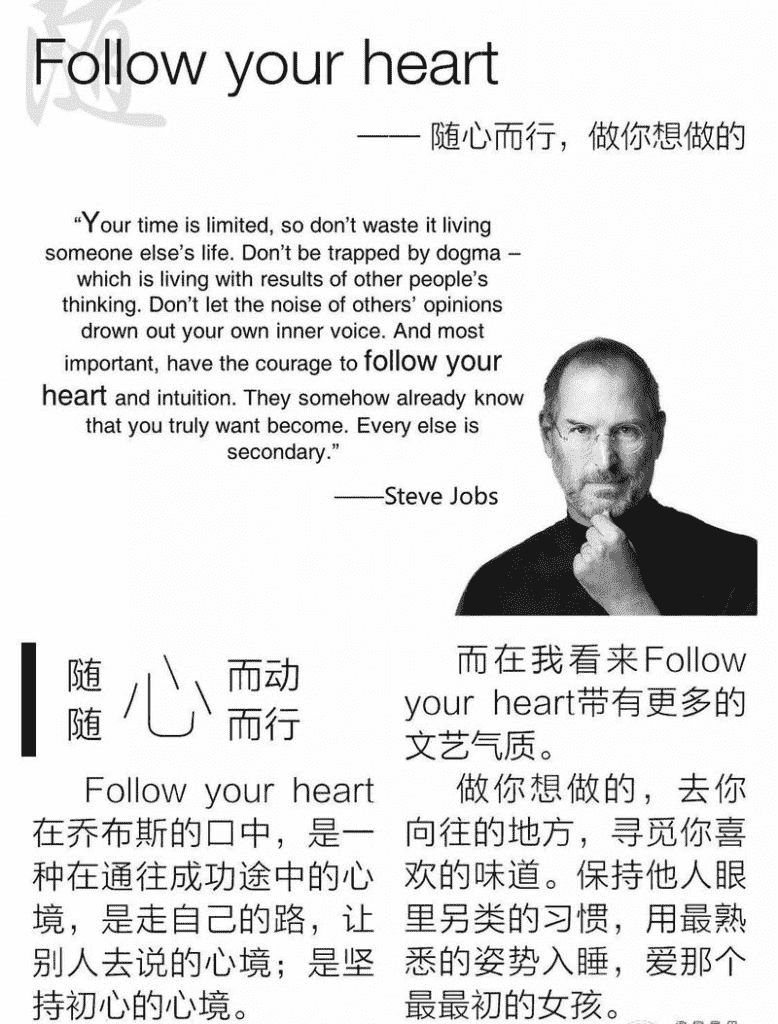 随
Follow your heart
—— 随心而行，做你想做的
“Your time is limited, so don’t waste it living
someone else’s life. Don’t be trapped by dogma –
which is living with results of other people’s
thinking. Don’t let the noise of others’ opinions
drown out your own inner voice. And most
important, have the courage to follow your
heart and intuition. They somehow already know
that you truly want become. Every else is
secondary.”
——Steve Jobs
随心而动
随心而行
Follow your heart
在乔布斯的口中，是一
种在通往成功途中的心
境，是走自己的路，让
别人去说的心境；是坚
持初心的心境。
而在我看来Follow
your heart带有更多的
文艺气质。
做你想做的，去你
向往的地方，寻觅你喜
欢的味道。保持他人眼
里另类的习惯，用最熟
悉的姿势入睡，爱那个
最最初的女孩。